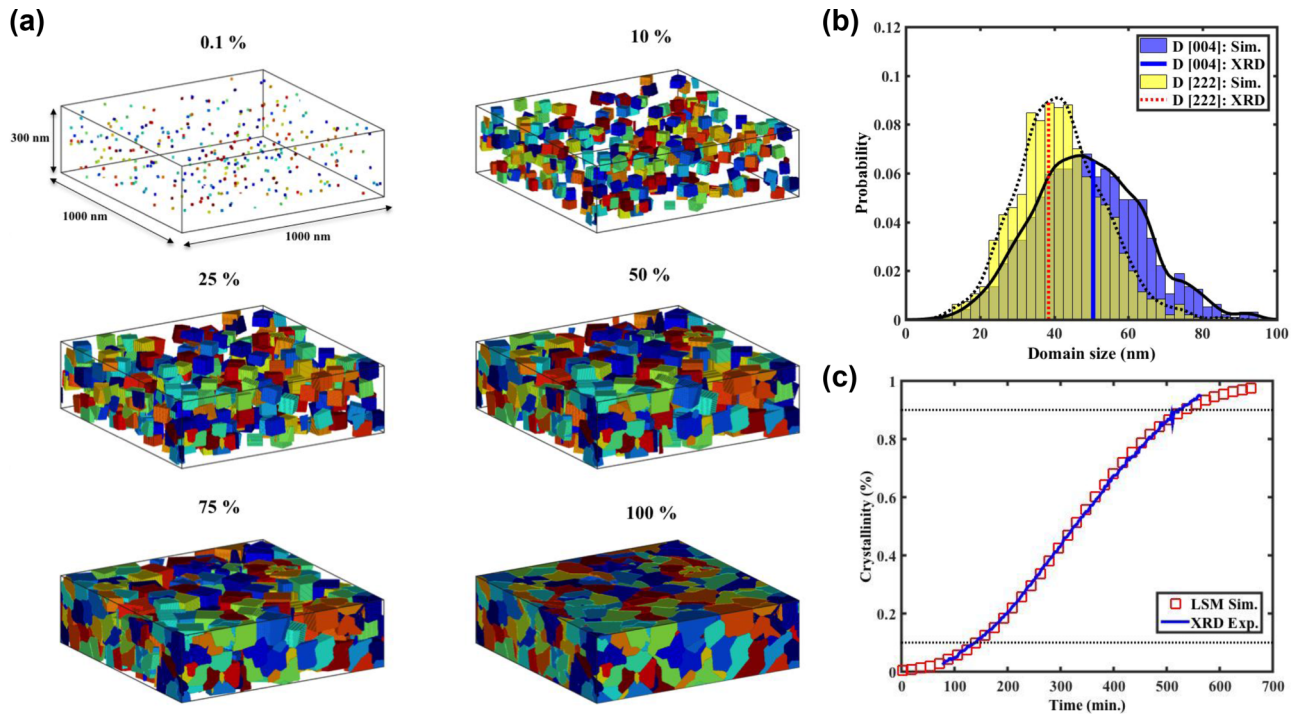 (a)
0.1 %
10 %
300 nm
1000 nm
1000 nm
25 %
50 %
75 %
100 %
(b)
0.12
0.1
0.08
0.06
0.04
0.02
0
Probability
0
20
40
60
80
100
Domain size (nm)
D [004]: Sim.
D [004]: XRD
D [222]: Sim.
D [222]: XRD
(c)
1
0.8
0.6
0.4
0.2
0
Crystallinity (%)
0
100
200
300
400
500
600
700
Time (min.)
LSM Sim.
XRD Exp.